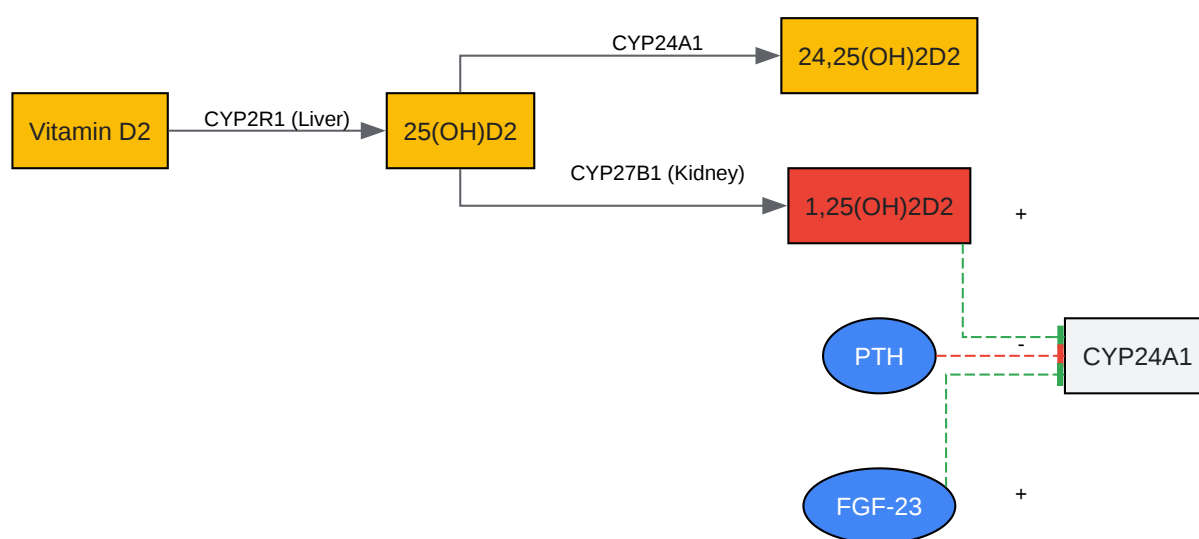 CYP24A1
24,25(OH)2D2
Vitamin D2
CYP2R1 (Liver)
25(OH)D2
CYP27B1 (Kidney)
1,25(OH)2D2
+
PTH
-
CYP24A1
FGF-23
+